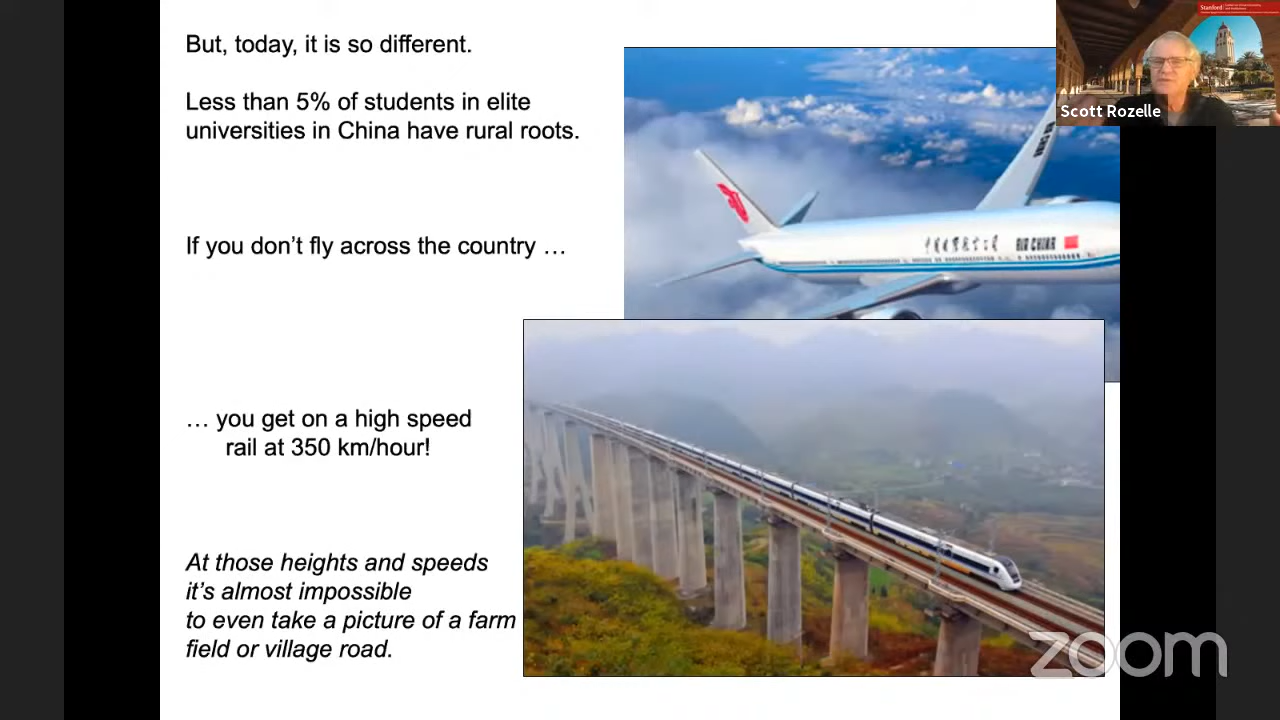 But, today, it is so different.
Less than 5% of students in elite
universities in China have rural roots.
If you don’t fly across the country …
… you get on a high speed
rail at 350 km/hour!
At those heights and speeds
it’s almost impossible
to even take a picture of a farm
field or village road.
AIR CHINA
AIR CHINA
Stanford
Scott Rozelle
zoom